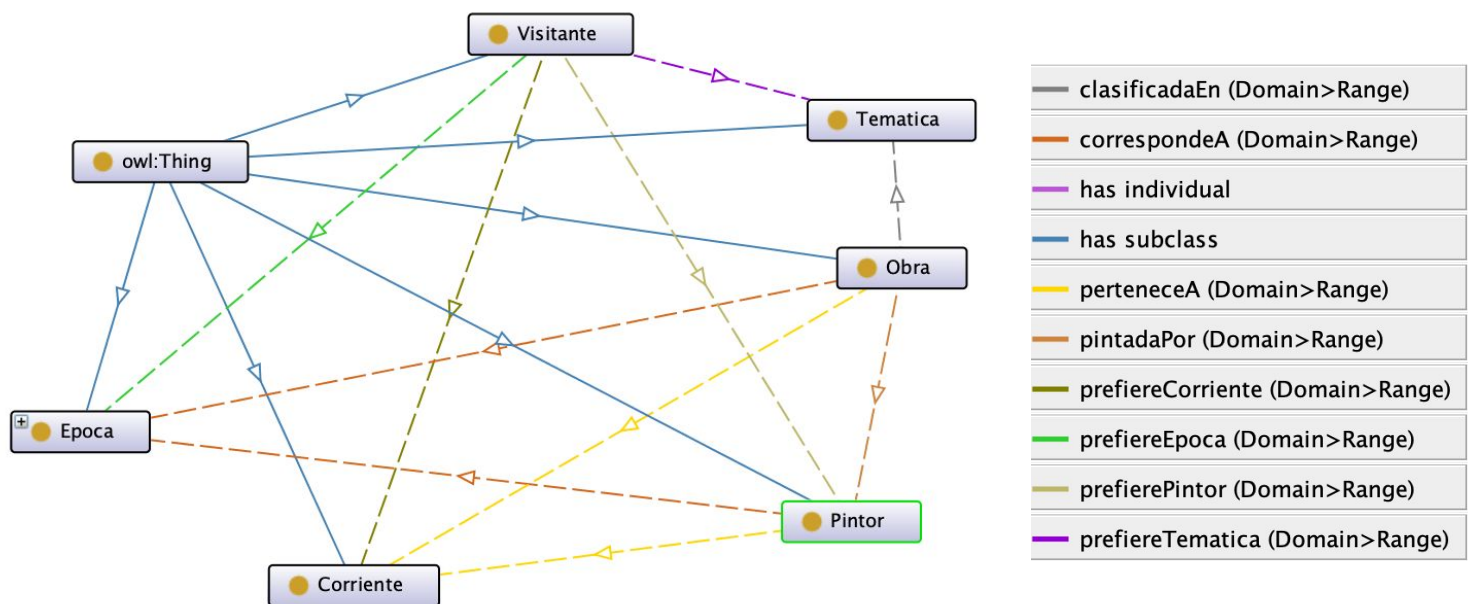 Visitante
Tematica
owl:Thing
Obra
Epoca
Pintor
Corriente
clasificadaEn (Domain>Range)
correspondeA (Domain>Range)
has individual
has subclass
perteneceA (Domain>Range)
pintadaPor (Domain>Range)
prefiereCorriente (Domain>Range)
prefiereEpoca (Domain>Range)
prefierePintor (Domain>Range)
prefiereTematica (Domain>Range)